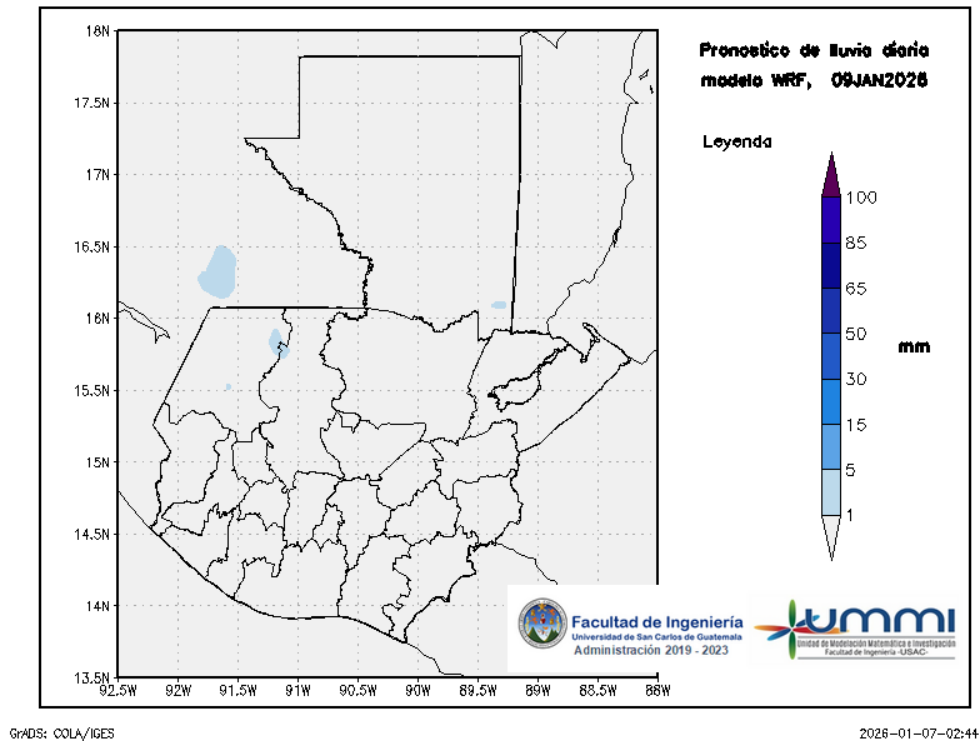 Pronostico de lluvia diaria
modelo WRF, 09JAN2026
Leyenda
100
85
65
50
30
15
5
1
mm
18N
17.5N
17N
16.5N
16N
15.5N
15N
14.5N
14N
13.5N
92.5W
92W
91.5W
91W
90.5W
90W
89.5W
89W
88.5W
88W
Facultad de Ingeniería
Universidad de San Carlos de Guatemala
Administración 2019 - 2023
ummi
Unidad de Modelación Matemática e Investigación
Facultad de Ingeniería -USAC-
GrADS: COLA/IGES
2026-01-07-02:44